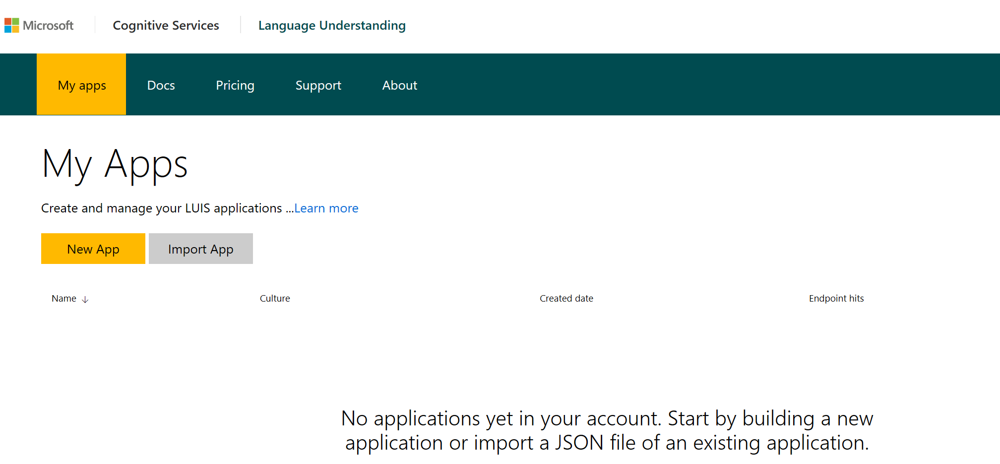 Microsoft Cognitive Services Language Understanding
My apps Docs Pricing Support About
My Apps
Create and manage your LUIS applications ...Learn more
New App Import App
Name ↓ Culture Created date Endpoint hits
No applications yet in your account. Start by building a new
application or import a JSON file of an existing application.